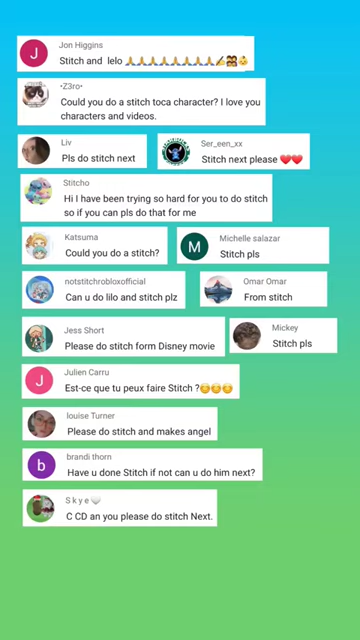 Jon Higgins
Stitch and lelo 🙏🙏🙏🙏🙏🙏🙏🙏✍️👩‍👧👶
•Z3ro•
Could you do a stitch toca character? I love you
characters and videos.
Liv
Pls do stitch next
Ser_een_xx
Stitch next please ❤️❤️
Stitcho
Hi I have been trying so hard for you to do stitch
so if you can pls do that for me
Katsuma
Could you do a stitch?
M
Michelle salazar
Stitch pls
notstitchrobloxofficial
Can u do lilo and stitch plz
Omar Omar
From stitch
Jess Short
Please do stitch form Disney movie
Mickey
Stitch pls
J
Julien Carru
Est-ce que tu peux faire Stitch ?🥺🥺🥺
louise Turner
Please do stitch and makes angel
b
brandi thorn
Have u done Stitch if not can u do him next?
S k y e 🤍
C CD an you please do stitch Next.